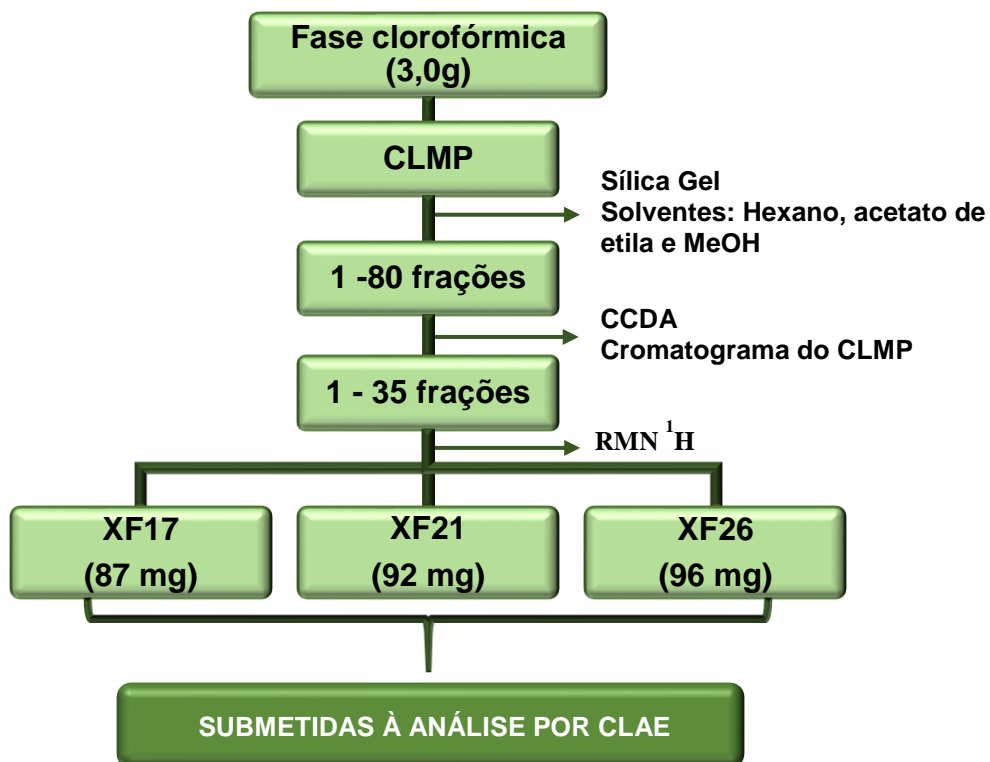 Fase clorofórmica
(3,0g)
CLMP
Sílica Gel
Solventes: Hexano, acetato de
etila e MeOH
1 -80 frações
CCDA
Cromatograma do CLMP
1 - 35 frações
RMN ¹H
XF17
(87 mg)
XF21
(92 mg)
XF26
(96 mg)
SUBMETIDAS À ANÁLISE POR CLAE